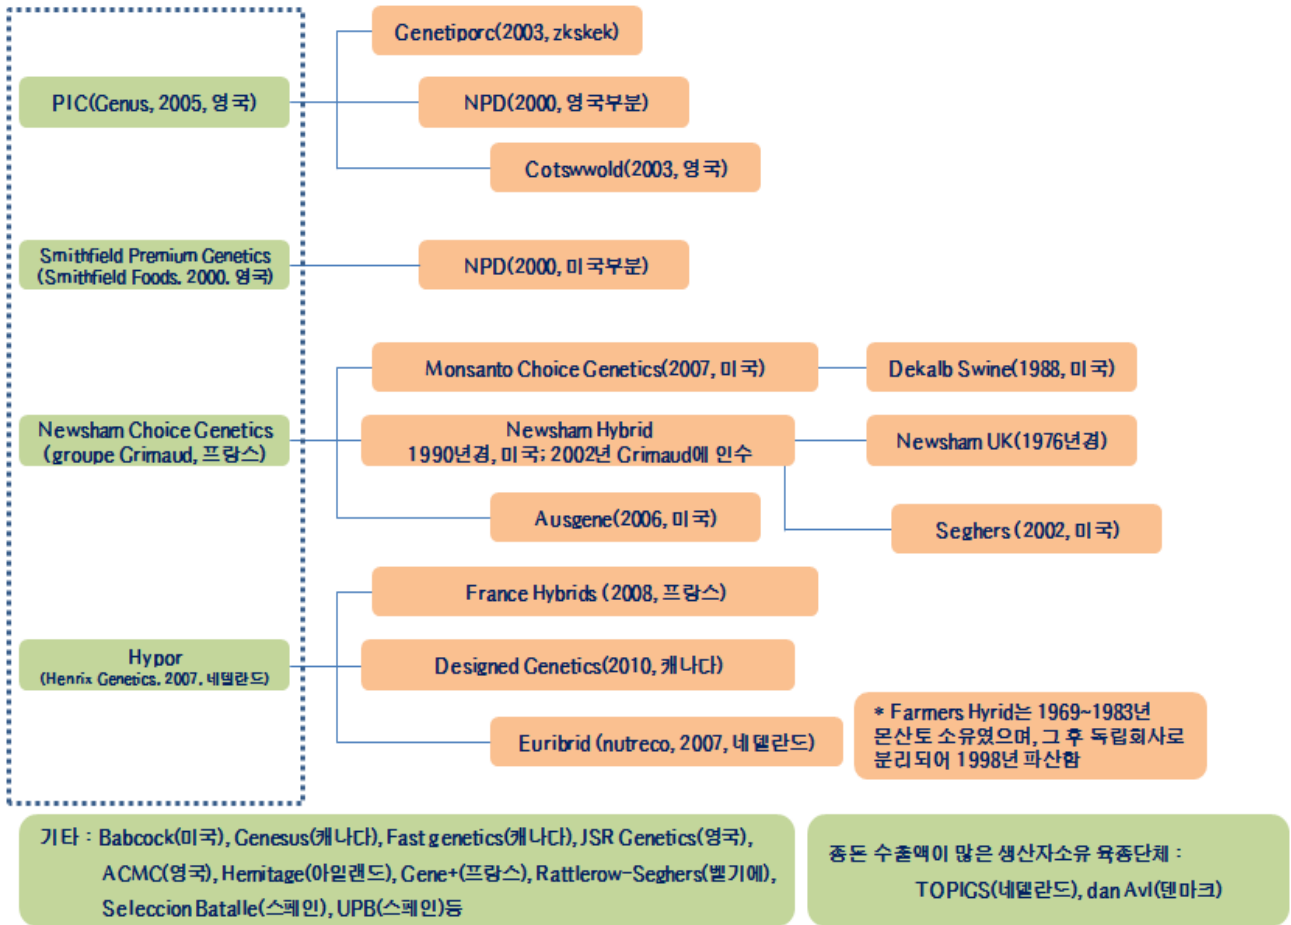 Genetiporc(2003, zkskek)
PIC(Genus, 2005, 영국)
NPD(2000, 영국부분)
Cotswwold(2003, 영국)
Smithfield Premium Genetics
(Smithfield Foods, 2000, 영국)
NPD(2000, 미국부분)
Monsanto Choice Genetics(2007, 미국)
Dekalb Swine(1988, 미국)
Newsham Choice Genetics
(groupe Grimaud, 프랑스)
Newsham Hybrid
1990년경, 미국; 2002년 Grimaud에 인수
Newsham UK(1976년경)
Ausgene(2006, 미국)
Seghers (2002, 미국)
France Hybrids (2008, 프랑스)
Hypor
(Henrix Genetics, 2007, 네델란드)
Designed Genetics(2010, 캐나다)
Euribrid (nutreco, 2007, 네델란드)
* Farmers Hyrid는 1969~1983년
몬산토 소유였으며, 그 후 독립회사로
분리되어 1998년 파산함
기타 : Babcock(미국), Genesus(캐나다), Fast genetics(캐나다), JSR Genetics(영국),
ACMC(영국), Hemitage(아일랜드), Gene+(프랑스), Rattlerow-Seghers(벨기에),
Seleccion Batalle(스페인), UPB(스페인)등
종돈 수출액이 많은 생산자소유 육종단체 :
TOPIGS(네델란드), dan Avl(덴마크)